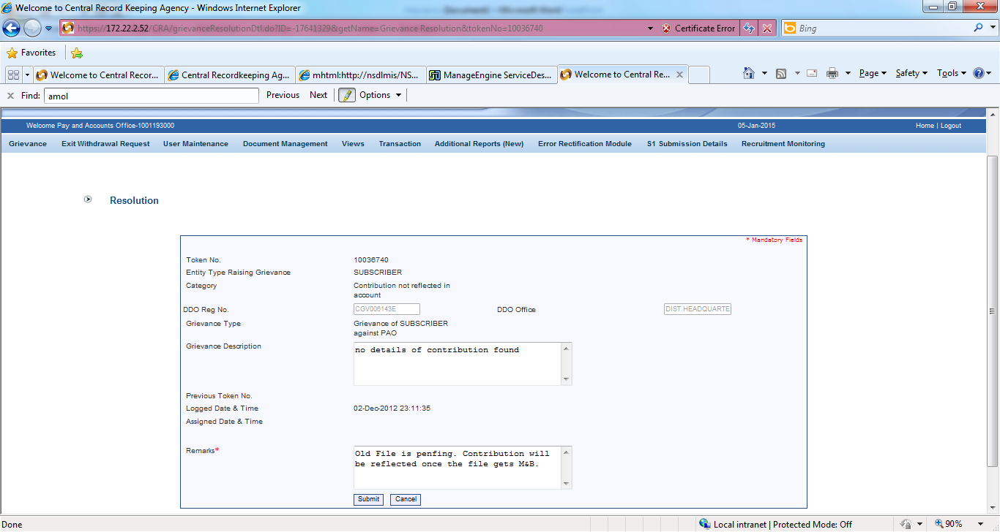 Welcome to Central Record Keeping Agency - Windows Internet Explorer
https://172.22.2.52/CRA/grievanceResolutionDtl.do?ID=-17641329&getName=Grievance Resolution&tokenNo=10036740 Certificate Error Bing
Favorites
Welcome to Central Recor... Central Recordkeeping Ag... mhtml:http://nsdlmis/NS... ManageEngine ServiceDes... Welcome to Central Re... Page Safety Tools
Find: amol Previous Next Options
Welcome Pay and Accounts Office-1001193000 05-Jan-2015 Home | Logout
Grievance Exit Withdrawal Request User Maintenance Document Management Views Transaction Additional Reports (New) Error Rectification Module S1 Submission Details Recruitment Monitoring
Resolution
* Mandatory Fields
Token No. 10036740
Entity Type Raising Grievance SUBSCRIBER
Category Contribution not reflected in
account
DDO Reg No. CGV006143E DDO Office DIST.HEADQUARTE
Grievance Type Grievance of SUBSCRIBER
against PAO
Grievance Description no details of contribution found
Previous Token No.
Logged Date & Time 02-Dec-2012 23:11:35
Assigned Date & Time
Remarks* Old File is penfing. Contribution will
be reflected once the file gets M&B.
Submit Cancel
Done Local intranet | Protected Mode: Off 90%